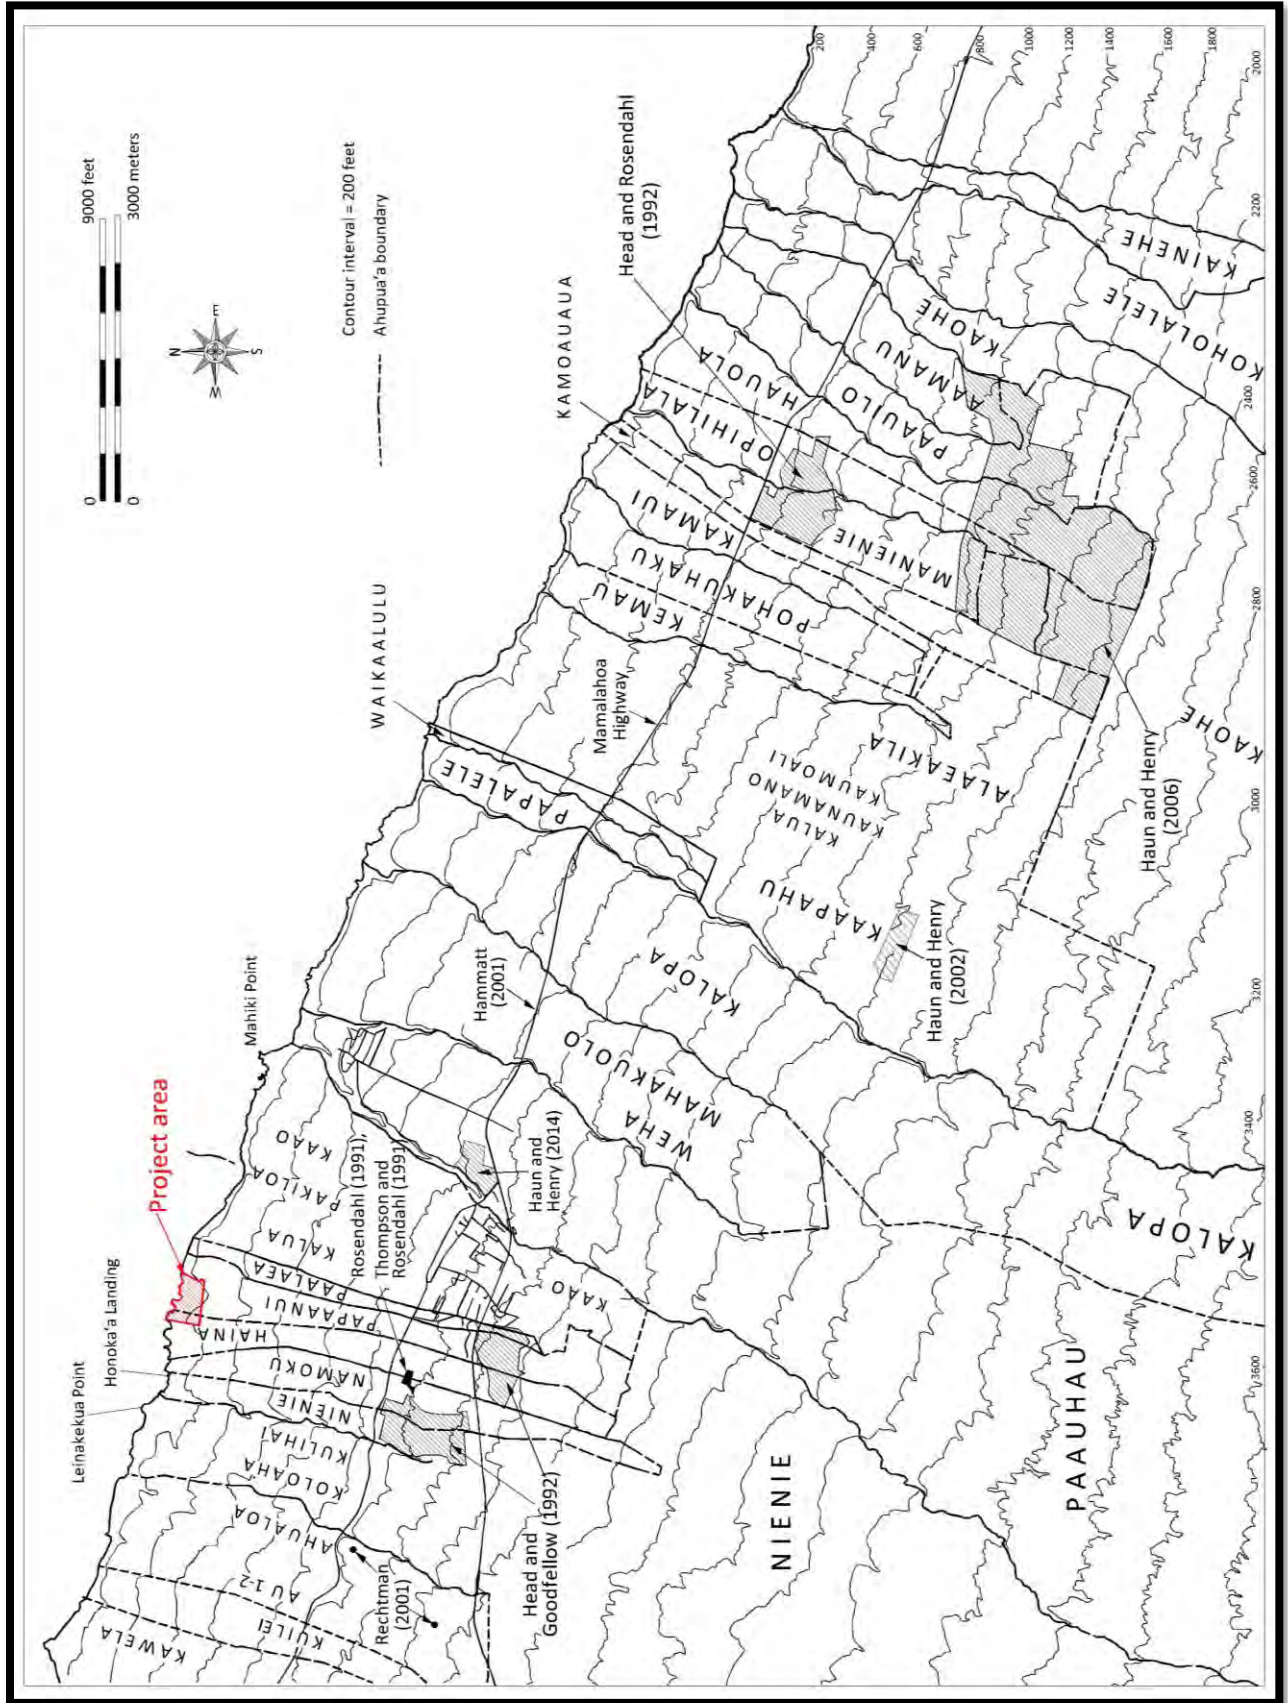 0
9000 feet
0
3000 meters
N
E
S
W
Contour interval = 200 feet
Ahupua'a boundary
Project area
Mahiki Point
Honoka'a Landing
Leinakekua Point
WAIKAALULU
KAMOAUAUA
Head and Rosendahl
(1992)
Mamalahoa
Highway
Hammatt
(2001)
Rosendahl (1991),
Thompson and
Rosendahl (1991)
Haun and
Henry (2014)
Haun and Henry
(2002)
Haun and Henry
(2006)
Head and
Goodfellow (1992)
Rechtman
(2001)
KAWELA
KUILEI
AU 1-2
AHUALOA
KOLOAHA
KULIHAI
NIENIE
NAMOKU
HAINA
PAPAANUI
PAALAEA
KALUA
PAKILOA
KAAO
KAAO
WEHA
MAHAKUOLO
KALOPA
PAPALELE
KAAPAHU
KALUA
KAUNAMANO
KAUMOALI
ALAEAKILA
KEMAU
POHAKUHAKU
KAMAUI
MANIENIE
OPIHILALA
HAUOLA
PAAUILO
AAMANU
KAOHE
KOHOLALELE
KAINEHE
KAOHE
KALOPA
PAAUHAU
NIENIE
200
400
600
800
1000
1200
1400
1600
1800
2000
2200
2400
2600
2800
3000
3200
3400
3600